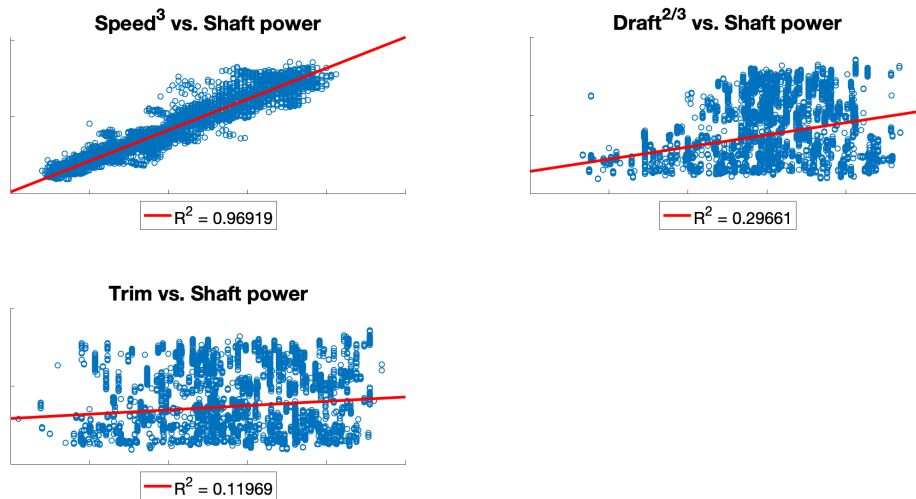 Speed³ vs. Shaft power
R² = 0.96919
Draft²/³ vs. Shaft power
R² = 0.29661
Trim vs. Shaft power
R² = 0.11969